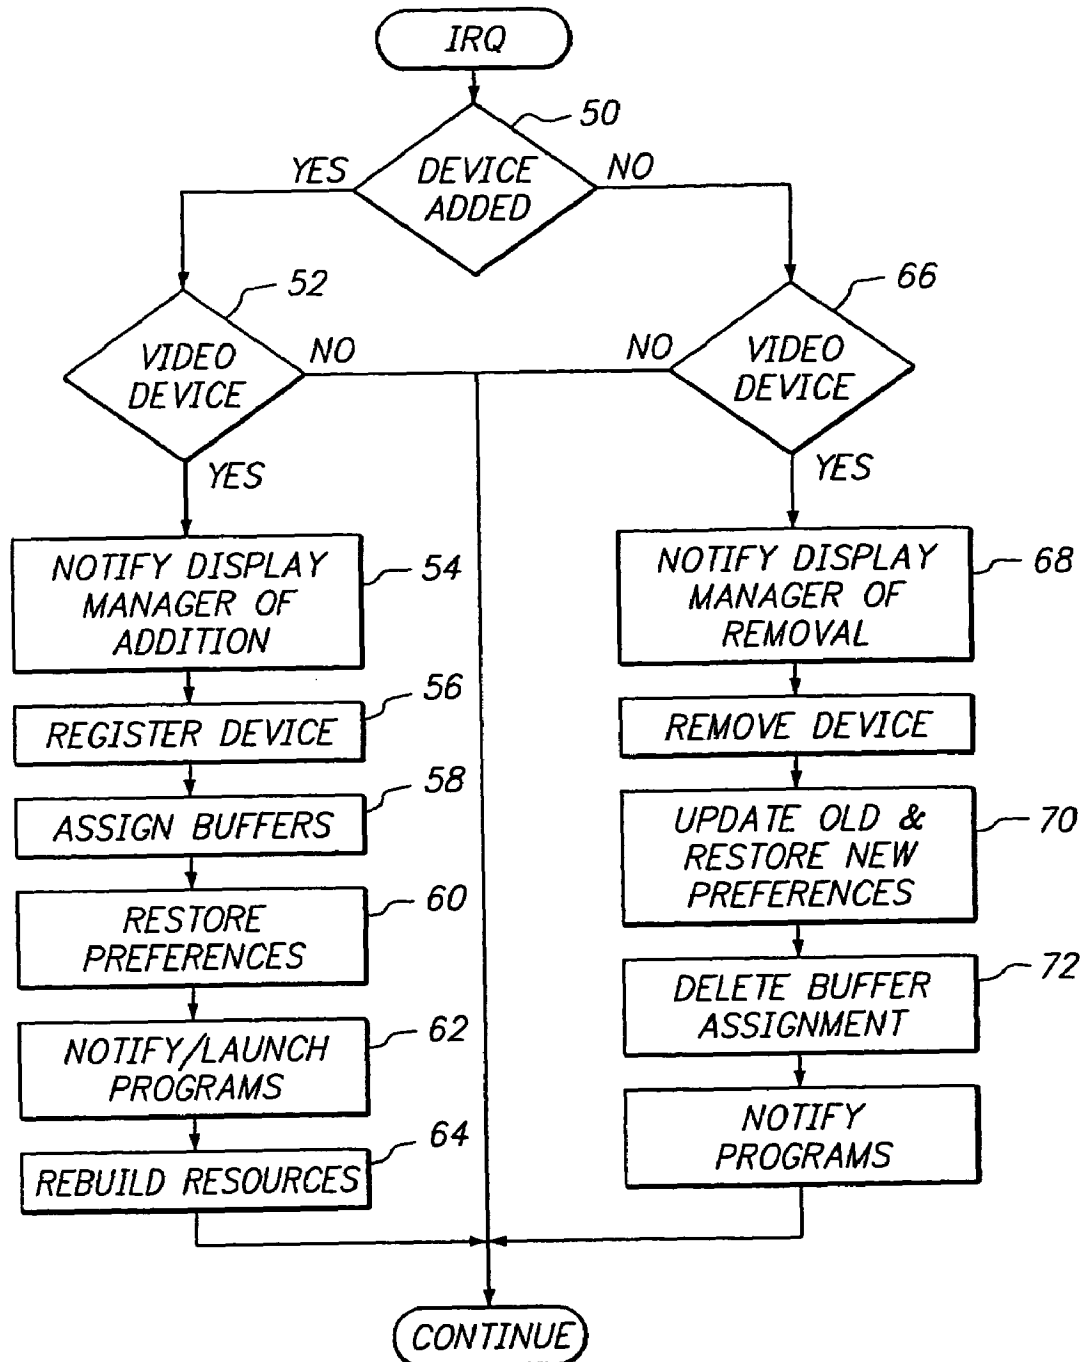 IRQ
50
DEVICE
ADDED
YES
NO
52
VIDEO
DEVICE
NO
YES
66
VIDEO
DEVICE
NO
YES
NOTIFY DISPLAY
MANAGER OF
ADDITION
54
REGISTER DEVICE
56
ASSIGN BUFFERS
58
RESTORE
PREFERENCES
60
NOTIFY/LAUNCH
PROGRAMS
62
REBUILD RESOURCES
64
NOTIFY DISPLAY
MANAGER OF
REMOVAL
68
REMOVE DEVICE
UPDATE OLD &
RESTORE NEW
PREFERENCES
70
DELETE BUFFER
ASSIGNMENT
72
NOTIFY
PROGRAMS
CONTINUE